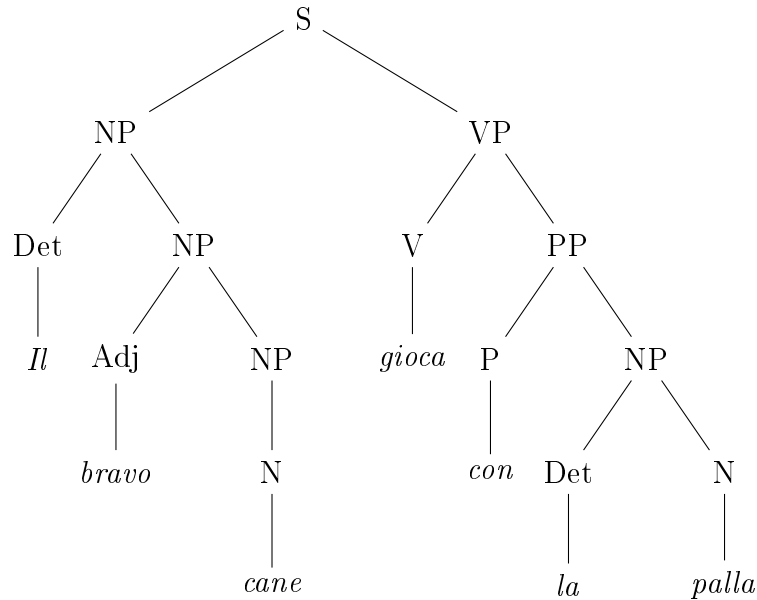 S
NP VP
Det NP V PP
Il Adj NP gioca P NP
bravo N con Det N
cane la palla